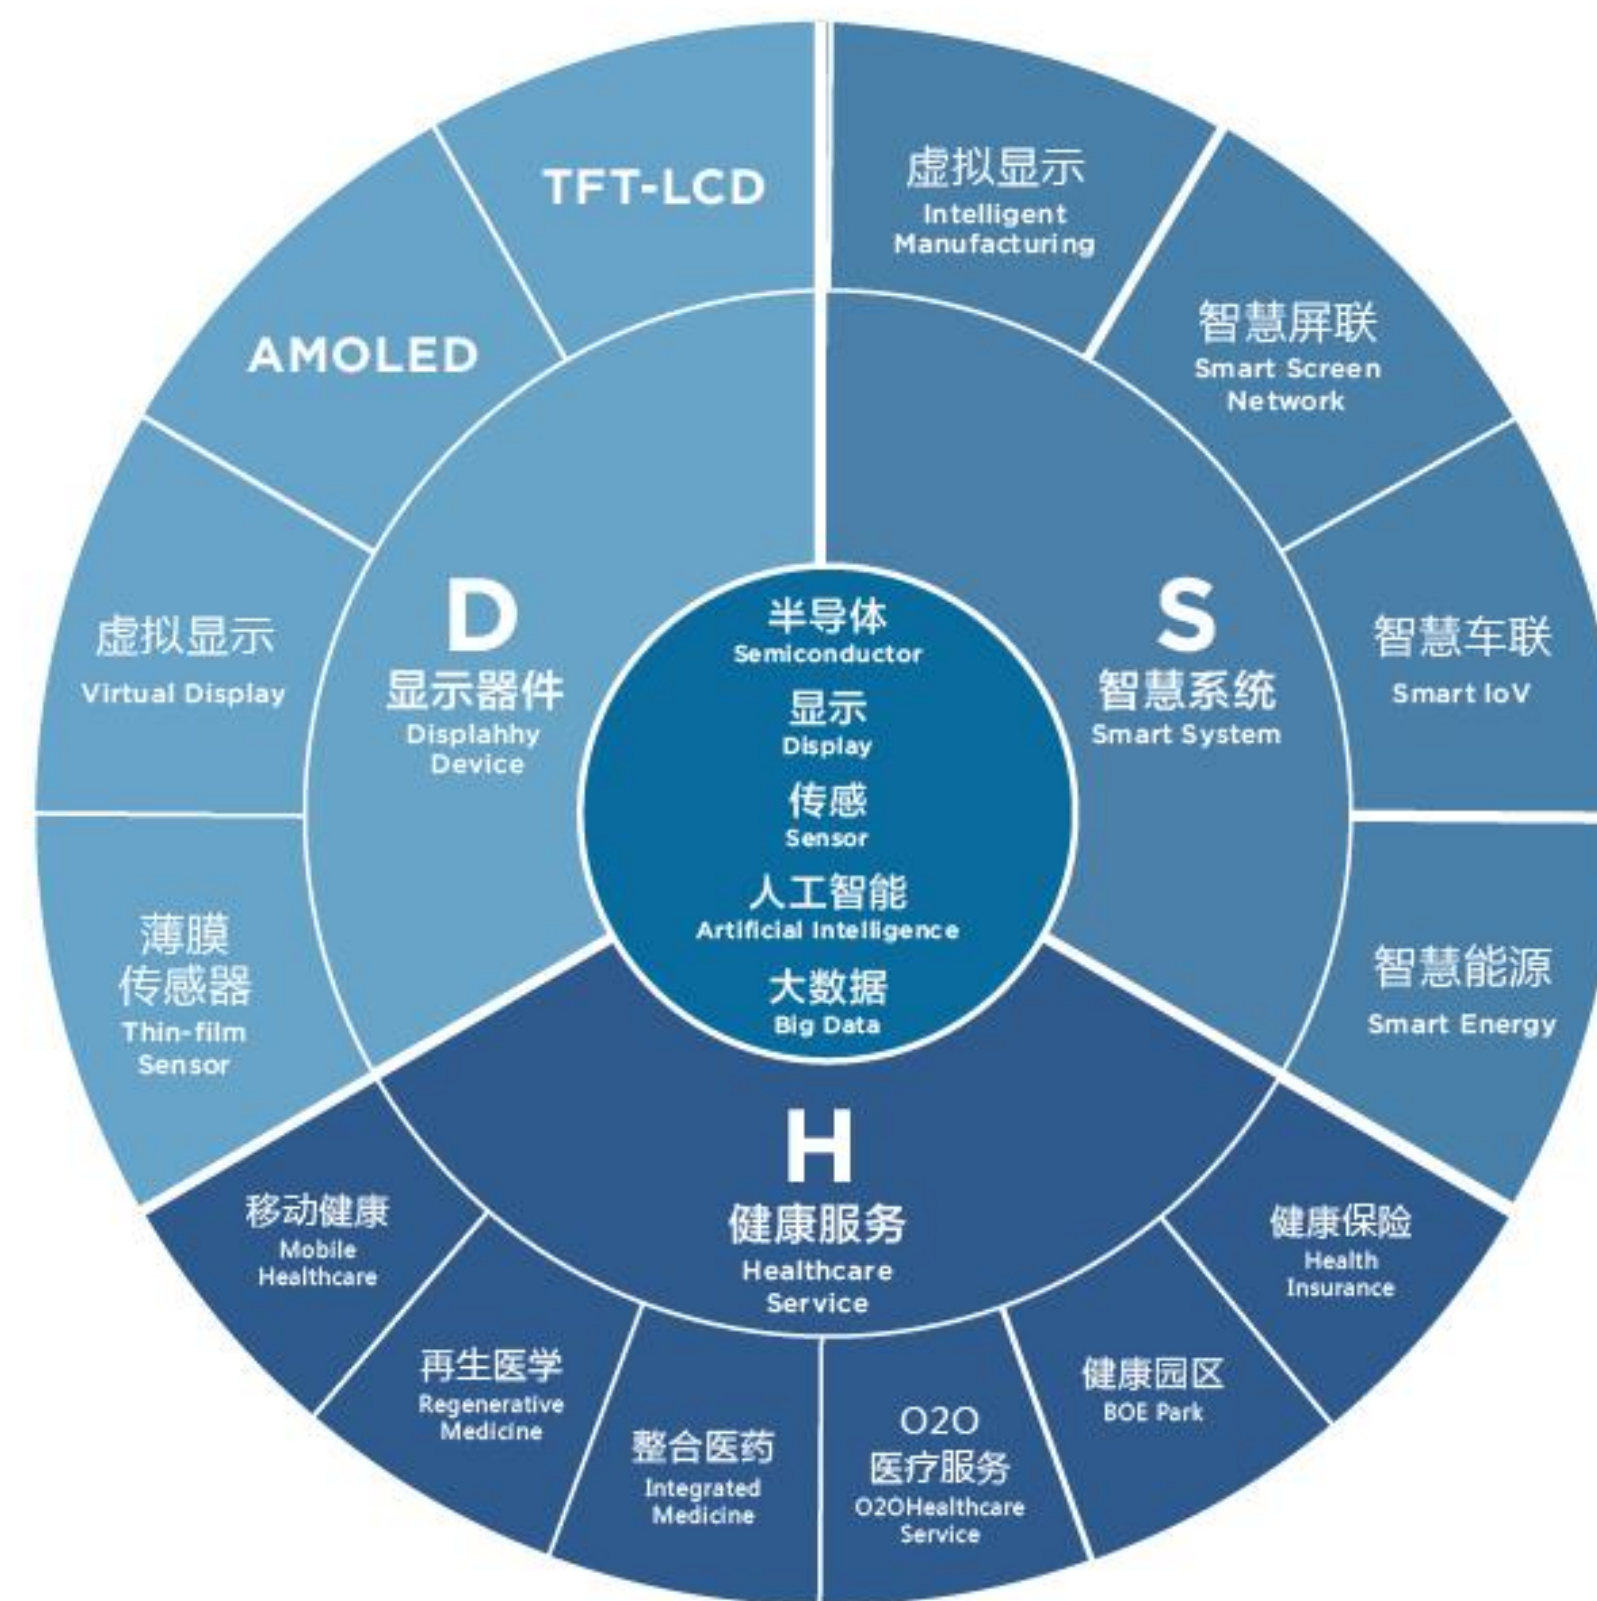 TFT-LCD
AMOLED
虚拟显示
Virtual Display
薄膜
传感器
Thin-film
Sensor
D
显示器件
Displahhy
Device
虚拟显示
Intelligent
Manufacturing
智慧屏联
Smart Screen
Network
智慧车联
Smart IoV
智慧能源
Smart Energy
S
智慧系统
Smart System
半导体
Semiconductor
显示
Display
传感
Sensor
人工智能
Artificial Intelligence
大数据
Big Data
H
健康服务
Healthcare
Service
移动健康
Mobile
Healthcare
再生医学
Regenerative
Medicine
整合医药
Integrated
Medicine
O2O
医疗服务
O2OHealthcare
Service
健康园区
BOE Park
健康保险
Health
Insurance